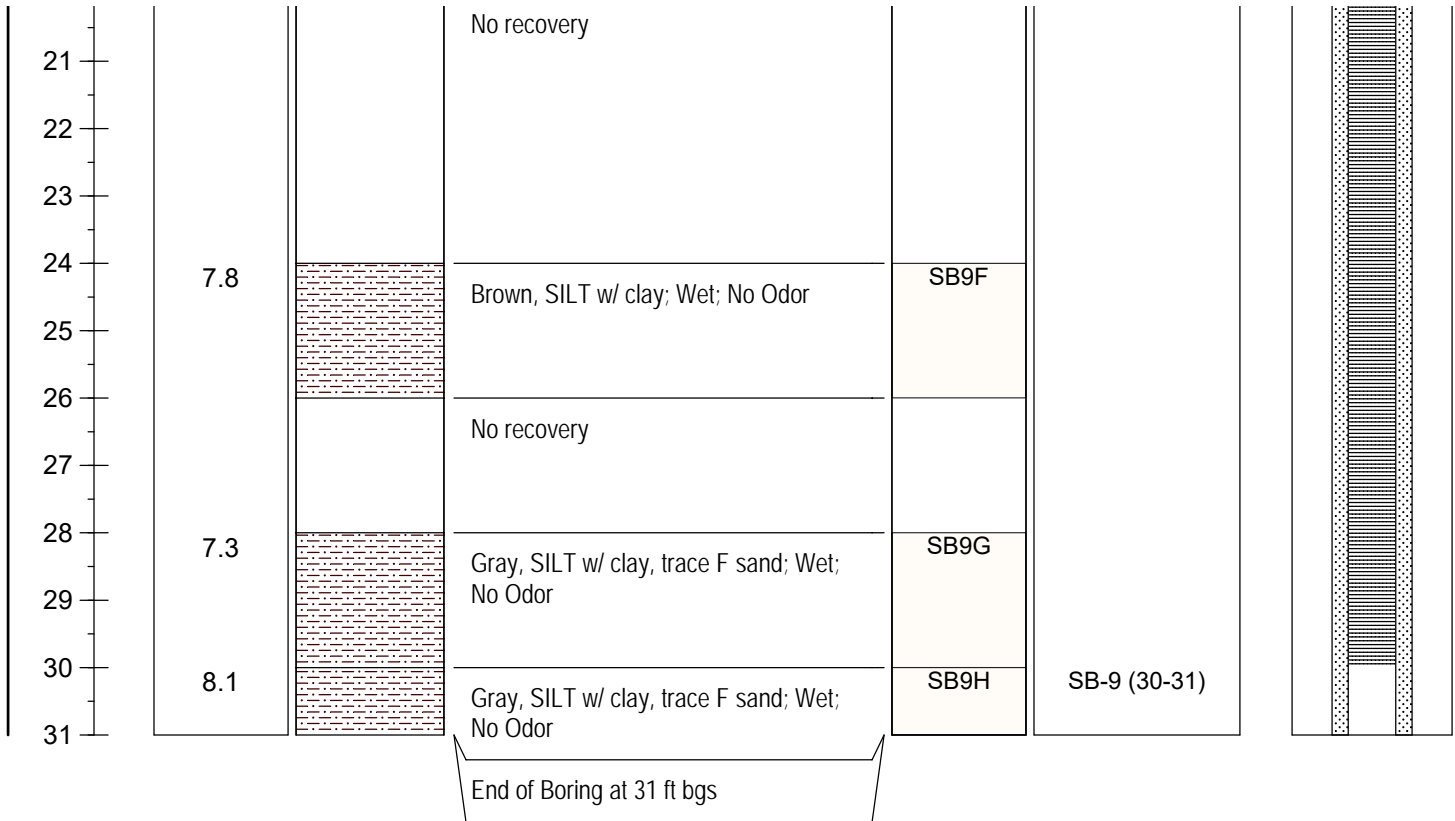 No recovery
21
22
23
24
7.8
Brown, SILT w/ clay; Wet; No Odor
SB9F
25
26
No recovery
27
28
7.3
Gray, SILT w/ clay, trace F sand; Wet;
No Odor
SB9G
29
30
8.1
Gray, SILT w/ clay, trace F sand; Wet;
No Odor
SB9H
SB-9 (30-31)
31
End of Boring at 31 ft bgs